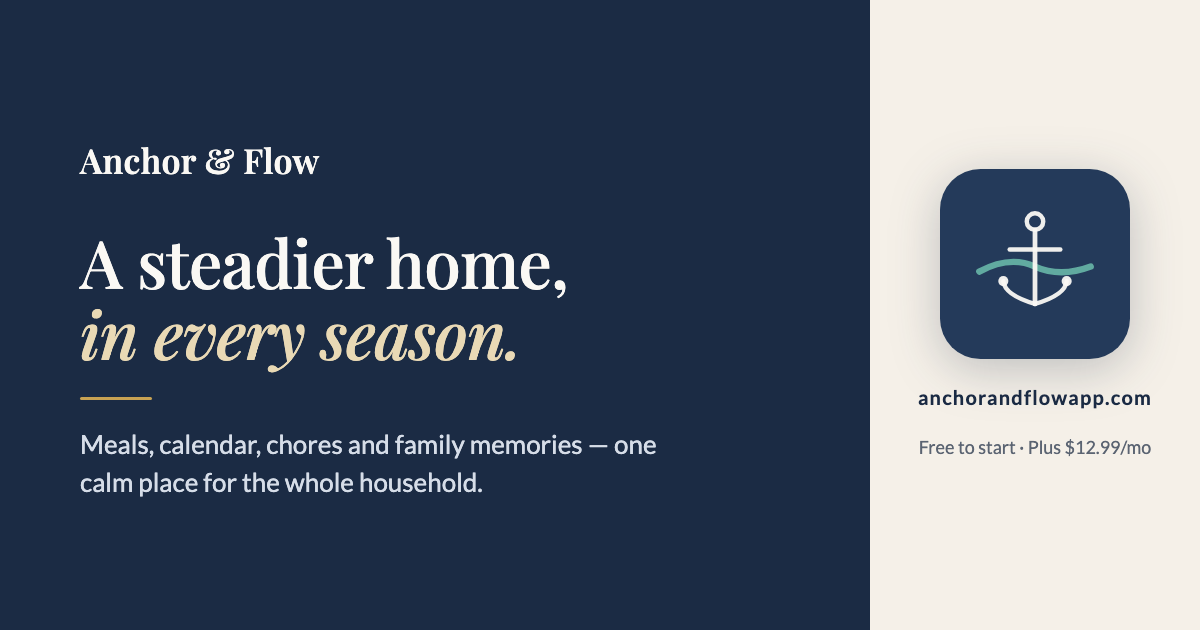 Anchor & Flow
A steadier home,
in every season.
Meals, calendar, chores and family memories — one
calm place for the whole household.
anchorandflowapp.com
Free to start · Plus $12.99/mo